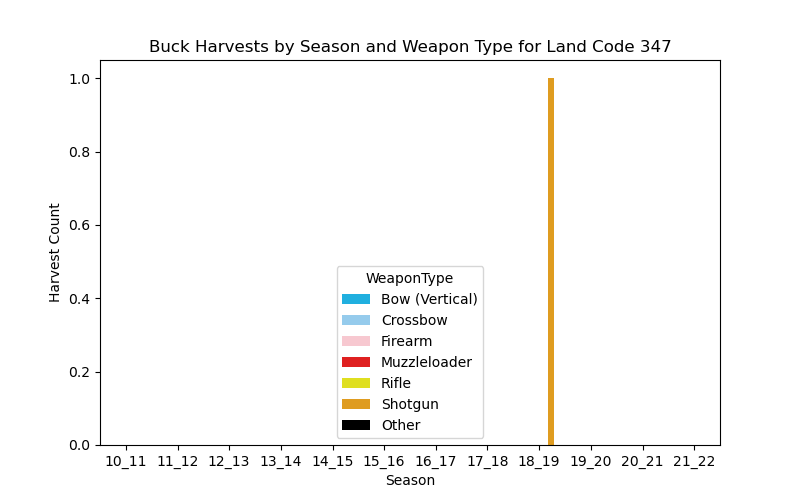 Buck Harvests by Season and Weapon Type for Land Code 347
1.0
0.8
0.6
0.4
0.2
0.0
Harvest Count
WeaponType
Bow (Vertical)
Crossbow
Firearm
Muzzleloader
Rifle
Shotgun
Other
10_11 11_12 12_13 13_14 14_15 15_16 16_17 17_18 18_19 19_20 20_21 21_22
Season